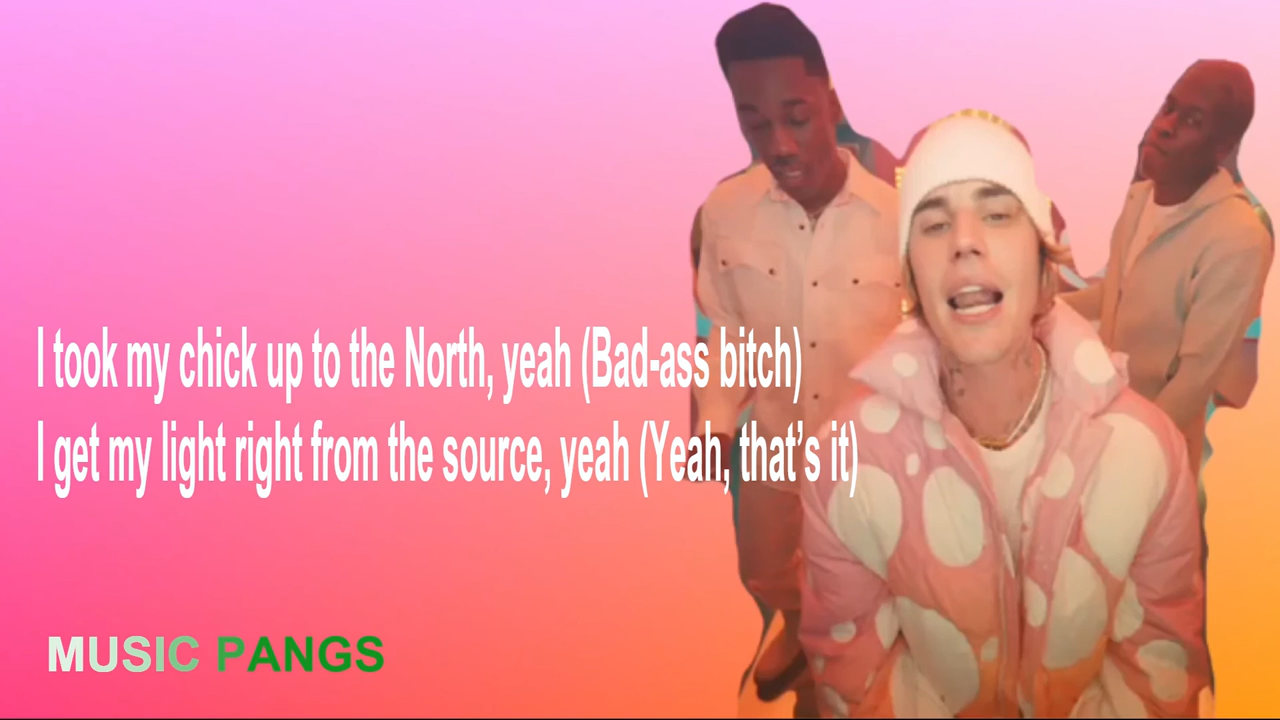 I took my chick up to the North, yeah (Bad-ass bitch)
I get my light right from the source, yeah (Yeah, that’s it)
MUSIC PANGS